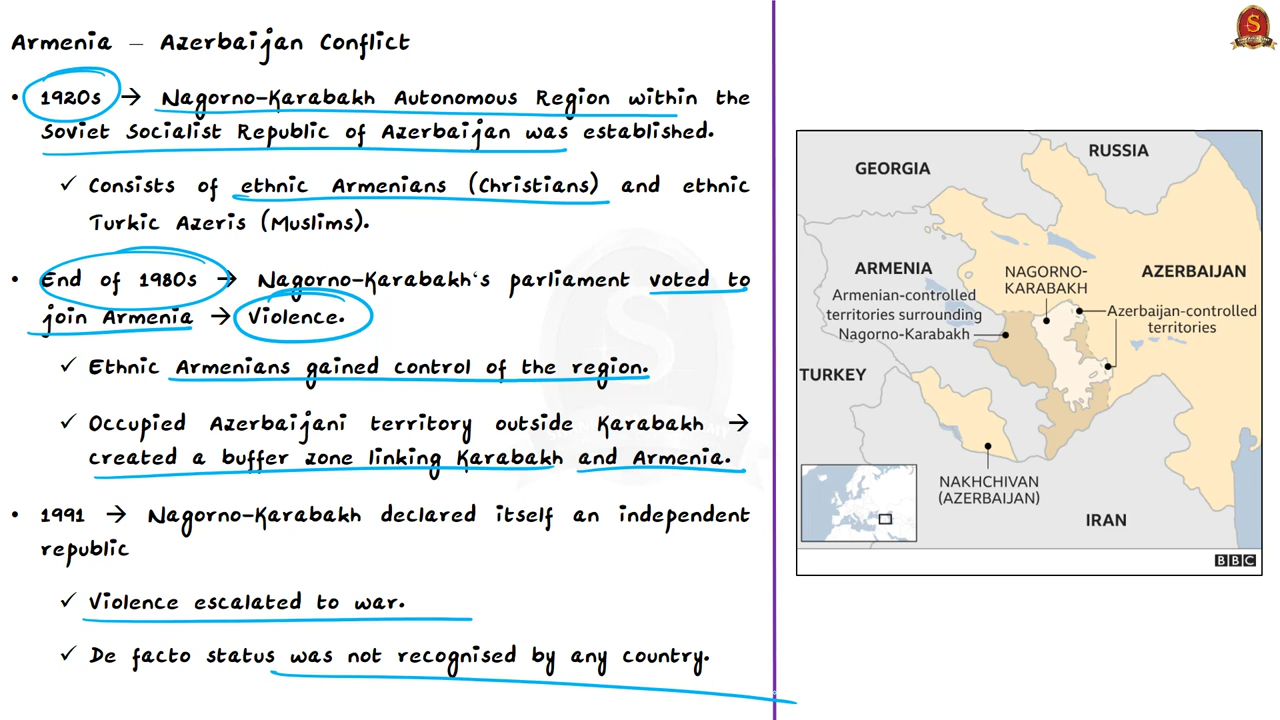 Armenia – Azerbaijan Conflict
• 1920s → Nagorno-Karabakh Autonomous Region within the
Soviet Socialist Republic of Azerbaijan was established.
✓ Consists of ethnic Armenians (Christians) and ethnic
Turkic Azeris (Muslims).
• End of 1980s → Nagorno-Karabakh‘s parliament voted to
join Armenia → Violence.
✓ Ethnic Armenians gained control of the region.
✓ Occupied Azerbaijani territory outside Karabakh →
created a buffer zone linking Karabakh and Armenia.
• 1991 → Nagorno-Karabakh declared itself an independent
republic
✓ Violence escalated to war.
✓ De facto status was not recognised by any country.
RUSSIA
GEORGIA
ARMENIA
NAGORNO-
KARABAKH
AZERBAIJAN
Armenian-controlled
territories surrounding
Nagorno-Karabakh
Azerbaijan-controlled
territories
TURKEY
NAKHCHIVAN
(AZERBAIJAN)
IRAN
BBC